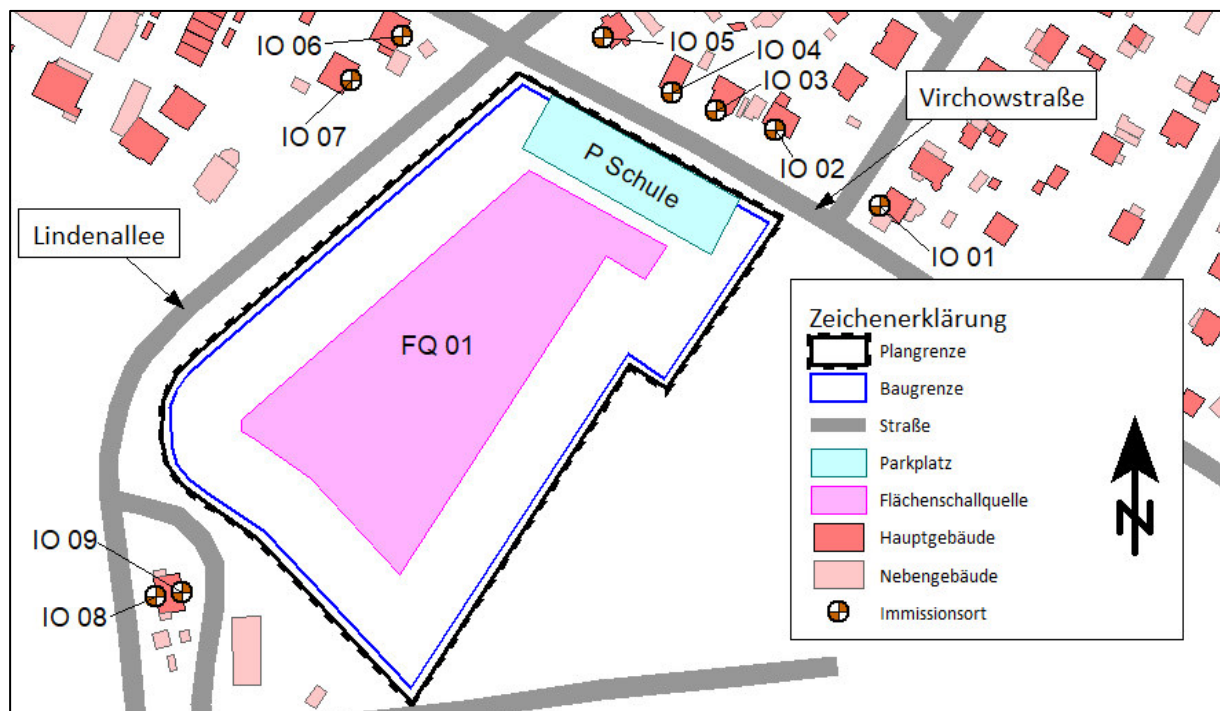 IO 06
IO 05
IO 04
IO 03
IO 07
Virchowstraße
IO 02
P Schule
Lindenallee
IO 01
FQ 01
IO 09
IO 08
Zeichenerklärung
Plangrenze
Baugrenze
Straße
Parkplatz
Flächenschallquelle
Hauptgebäude
Nebengebäude
Immissionsort
N